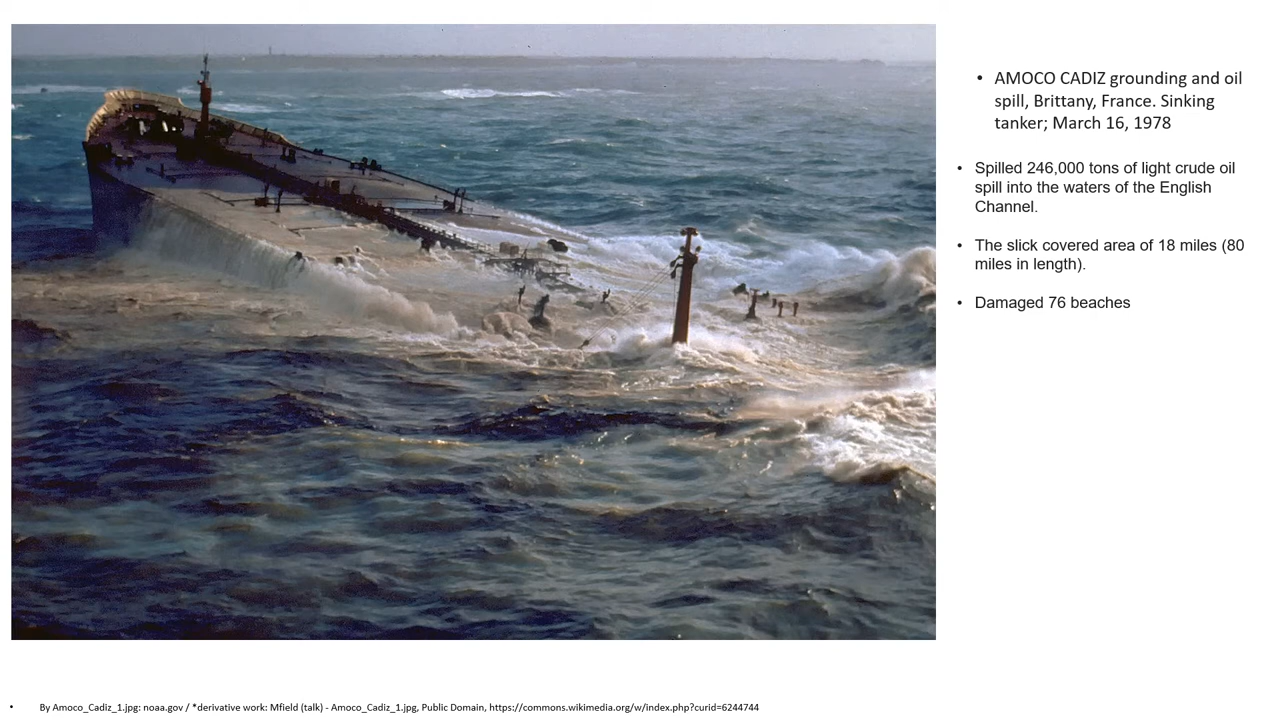 • AMOCO CADIZ grounding and oil
spill, Brittany, France. Sinking
tanker; March 16, 1978
• Spilled 246,000 tons of light crude oil
spill into the waters of the English
Channel.
• The slick covered area of 18 miles (80
miles in length).
• Damaged 76 beaches
• By Amoco_Cadiz_1.jpg: noaa.gov / *derivative work: Mfield (talk) - Amoco_Cadiz_1.jpg, Public Domain, https://commons.wikimedia.org/w/index.php?curid=6244744